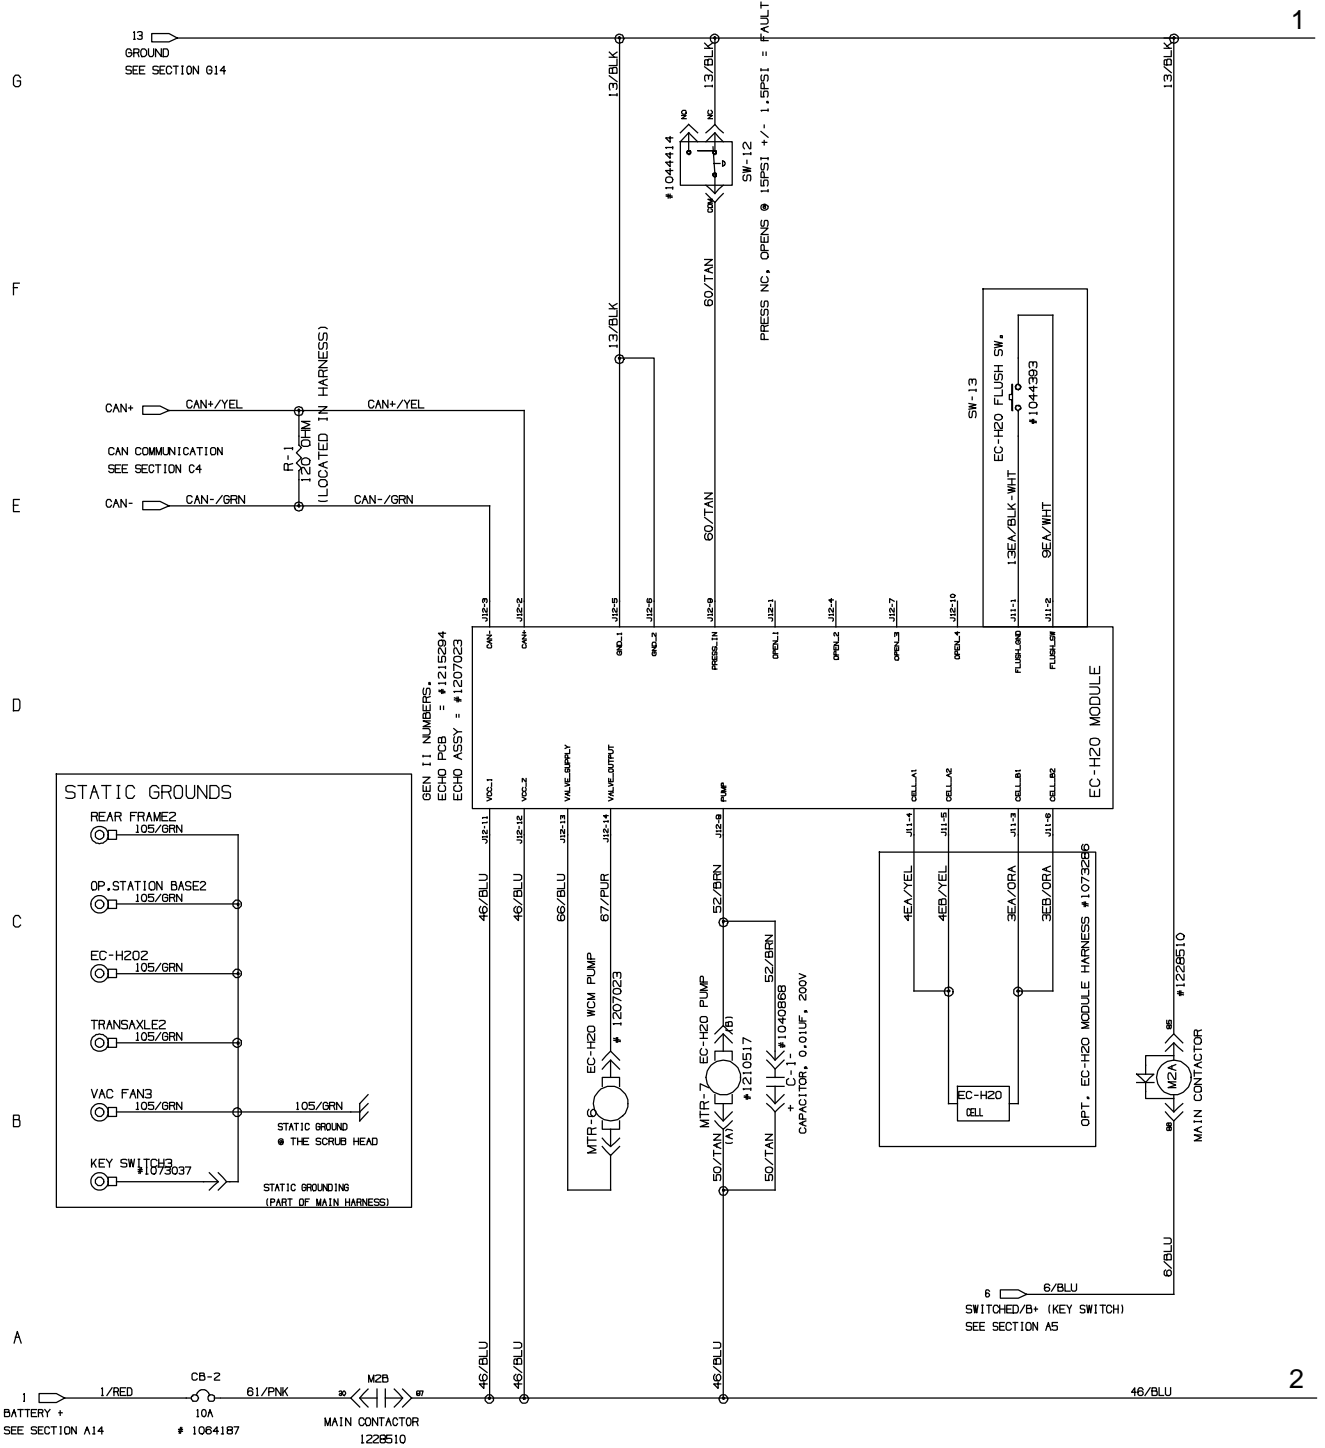 1
13
GROUND
SEE SECTION G14
G
13/BLK
13/BLK
13/BLK
NO
NC
#1044414
SW-12
COM
PRESS NC, OPENS @ 15PSI +/- 1.5PSI = FAULT
F
60/TAN
13/BLK
SW-13
EC-H2O FLUSH SW.
#1044393
CAN+
CAN+/YEL
CAN+/YEL
CAN COMMUNICATION
SEE SECTION C4
R-1
120 OHM
(LOCATED IN HARNESS)
E
CAN-
CAN-/GRN
CAN-/GRN
60/TAN
13EA/BLK-WHT
9EA/WHT
J12-3
J12-2
J12-5
J12-6
J12-9
J12-1
J12-4
J12-7
J12-10
J11-1
J11-2
CAN-
CAN+
GND_1
GND_2
PRESS_IN
OPEN_1
OPEN_2
OPEN_3
OPEN_4
FLUSH_GND
FLUSH_SW
D
GEN II NUMBERS.
ECHO PCB = #1215294
ECHO ASSY = #1207023
EC-H2O MODULE
VCC_1
VCC_2
VALVE_SUPPLY
VALVE_OUTPUT
PUMP
CELL_A1
CELL_A2
CELL_B1
CELL_B2
J12-11
J12-12
J12-13
J12-14
J12-8
J11-4
J11-5
J11-3
J11-6
STATIC GROUNDS
REAR FRAME2
105/GRN
OP.STATION BASE2
105/GRN
C
EC-H2O2
105/GRN
TRANSAXLE2
105/GRN
VAC FAN3
105/GRN
105/GRN
STATIC GROUND
@ THE SCRUB HEAD
KEY SWITCH3
#1073037
STATIC GROUNDING
(PART OF MAIN HARNESS)
B
46/BLU
46/BLU
66/BLU
67/PUR
52/BRN
4EA/YEL
4EB/YEL
3EA/ORA
3EB/ORA
MTR-6
EC-H2O WCM PUMP
# 1207023
MTR-7
EC-H2O PUMP
(B)
(A)
#1210517
52/BRN
#1040868
C-1
-
+
CAPACITOR, 0.01UF, 200V
50/TAN
50/TAN
EC-H2O
CELL
OPT. EC-H2O MODULE HARNESS #1073286
#1228510
85
M2A
86
MAIN CONTACTOR
6/BLU
6
6/BLU
SWITCHED/B+ (KEY SWITCH)
SEE SECTION A5
A
46/BLU
46/BLU
46/BLU
1
1/RED
BATTERY +
SEE SECTION A14
CB-2
10A
# 1064187
61/PNK
30
M2B
87
MAIN CONTACTOR
1228510
46/BLU
2